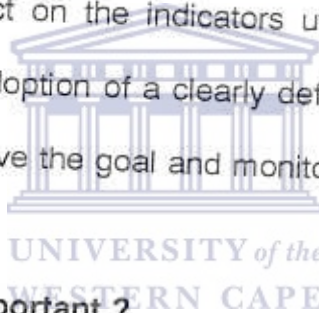 ct on the indicators u
doption of a clearly def
ve the goal and monito
UNIVERSITY of the
WESTERN CAPE
portant ?